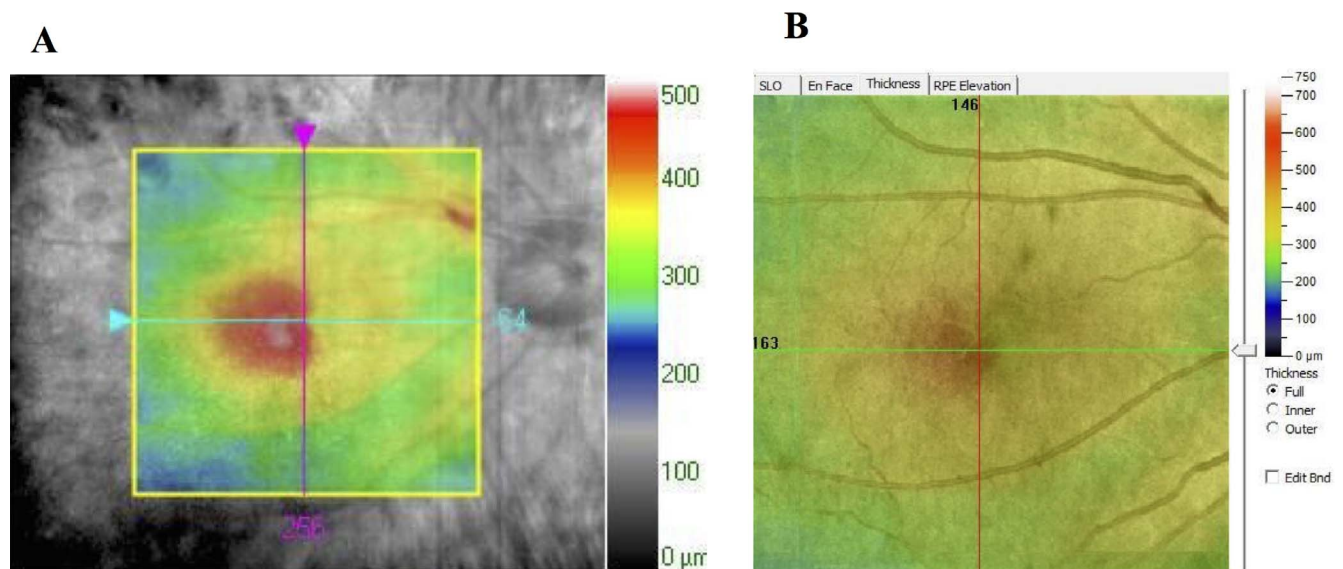 A
500
400
300
200
100
0 µm
64
256
B
SLO En Face Thickness RPE Elevation
146
163
750
700
600
500
400
300
200
100
0 µm
Thickness
Full
Inner
Outer
Edit Bnd